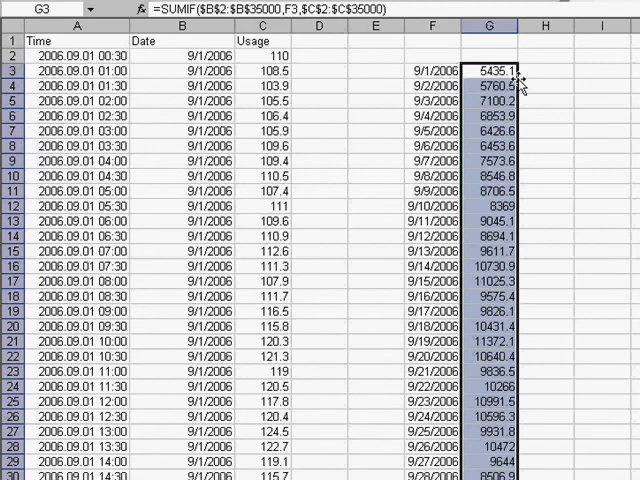 G3 fx =SUMIF($B$2:$B$35000,F3,$C$2:$C$35000)
A B C D E F G H I
1 Time Date Usage
2 2006.09.01 00:30 9/1/2006 110
3 2006.09.01 01:00 9/1/2006 108.5 9/1/2006 5435.1
4 2006.09.01 01:30 9/1/2006 103.9 9/2/2006 5760.5
5 2006.09.01 02:00 9/1/2006 105.5 9/3/2006 7100.2
6 2006.09.01 02:30 9/1/2006 106.4 9/4/2006 6853.9
7 2006.09.01 03:00 9/1/2006 105.9 9/5/2006 6426.6
8 2006.09.01 03:30 9/1/2006 109.6 9/6/2006 6453.6
9 2006.09.01 04:00 9/1/2006 109.4 9/7/2006 7573.6
10 2006.09.01 04:30 9/1/2006 110.5 9/8/2006 8546.8
11 2006.09.01 05:00 9/1/2006 107.4 9/9/2006 8706.5
12 2006.09.01 05:30 9/1/2006 111 9/10/2006 8369
13 2006.09.01 06:00 9/1/2006 109.6 9/11/2006 9045.1
14 2006.09.01 06:30 9/1/2006 110.9 9/12/2006 8694.1
15 2006.09.01 07:00 9/1/2006 112.6 9/13/2006 9611.7
16 2006.09.01 07:30 9/1/2006 111.3 9/14/2006 10730.9
17 2006.09.01 08:00 9/1/2006 107.9 9/15/2006 11025.3
18 2006.09.01 08:30 9/1/2006 111.7 9/16/2006 9575.4
19 2006.09.01 09:00 9/1/2006 116.5 9/17/2006 9826.1
20 2006.09.01 09:30 9/1/2006 115.8 9/18/2006 10431.4
21 2006.09.01 10:00 9/1/2006 120.3 9/19/2006 11372.1
22 2006.09.01 10:30 9/1/2006 121.3 9/20/2006 10640.4
23 2006.09.01 11:00 9/1/2006 119 9/21/2006 9836.5
24 2006.09.01 11:30 9/1/2006 120.5 9/22/2006 10266
25 2006.09.01 12:00 9/1/2006 117.8 9/23/2006 10991.5
26 2006.09.01 12:30 9/1/2006 120.4 9/24/2006 10596.3
27 2006.09.01 13:00 9/1/2006 124.5 9/25/2006 9931.8
28 2006.09.01 13:30 9/1/2006 122.7 9/26/2006 10472
29 2006.09.01 14:00 9/1/2006 119.1 9/27/2006 9644
30 2006.09.01 14:30 9/1/2006 115.7 9/28/2006 8506.9